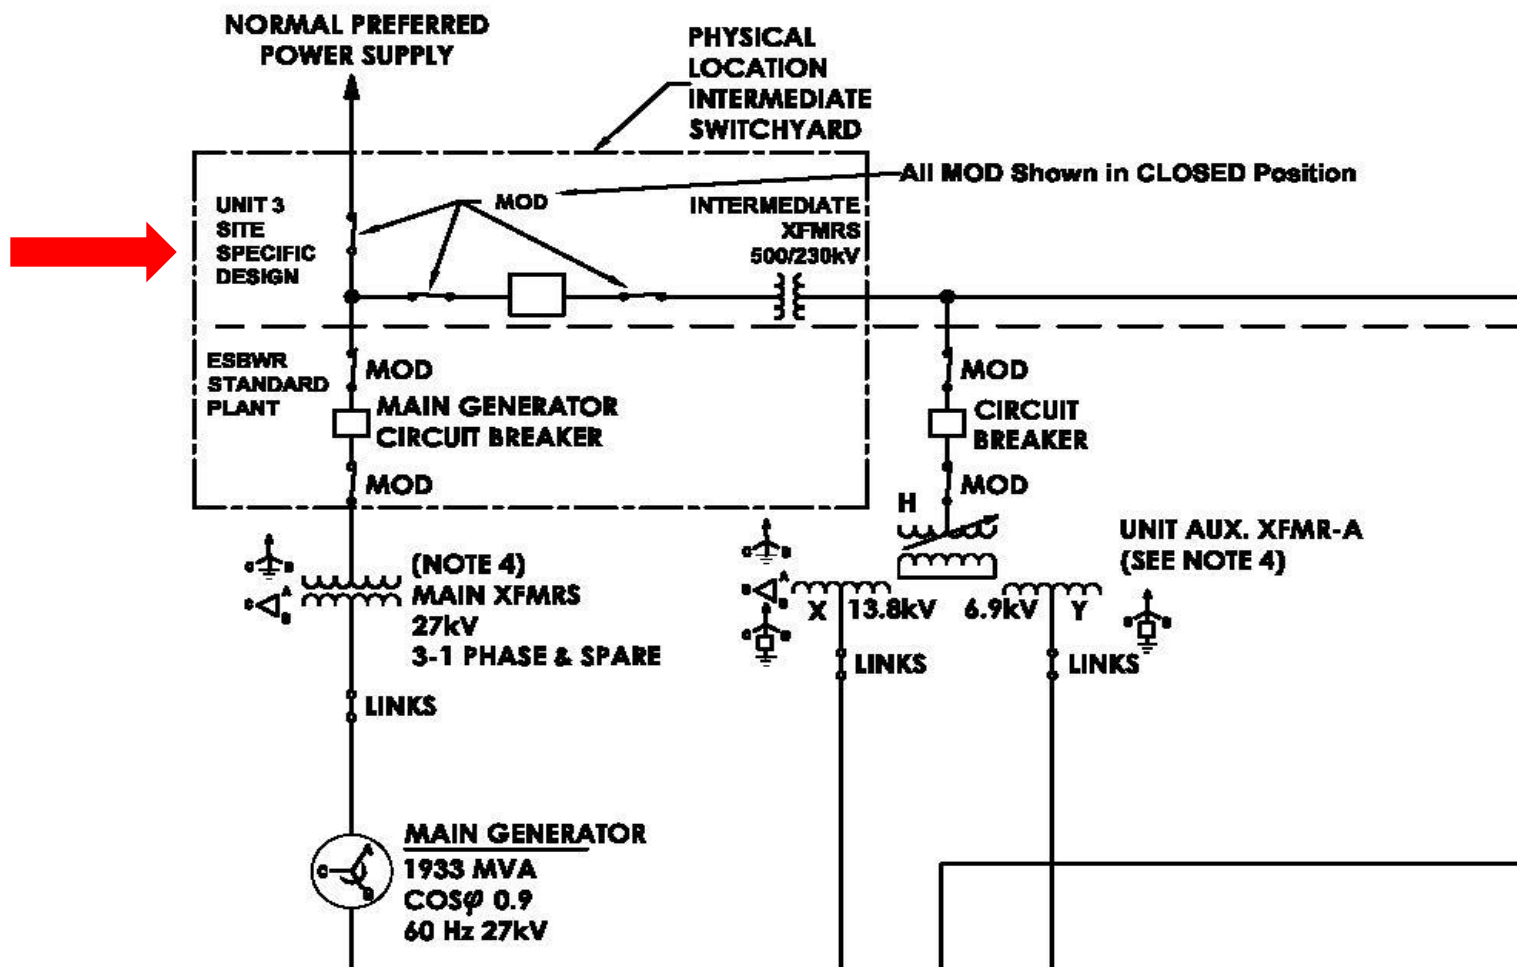 NORMAL PREFERRED
POWER SUPPLY
PHYSICAL
LOCATION
INTERMEDIATE
SWITCHYARD
All MOD Shown in CLOSED Position
UNIT 3
SITE
SPECIFIC
DESIGN
MOD
INTERMEDIATE
XFMRS
500/230kV
ESBWR
STANDARD
PLANT
MOD
MAIN GENERATOR
CIRCUIT BREAKER
MOD
MOD
CIRCUIT
BREAKER
MOD
H
UNIT AUX. XFMR-A
(SEE NOTE 4)
(NOTE 4)
MAIN XFMRS
27kV
3-1 PHASE & SPARE
X
13.8kV
6.9kV
Y
LINKS
LINKS
LINKS
MAIN GENERATOR
1933 MVA
COSφ 0.9
60 Hz 27kV